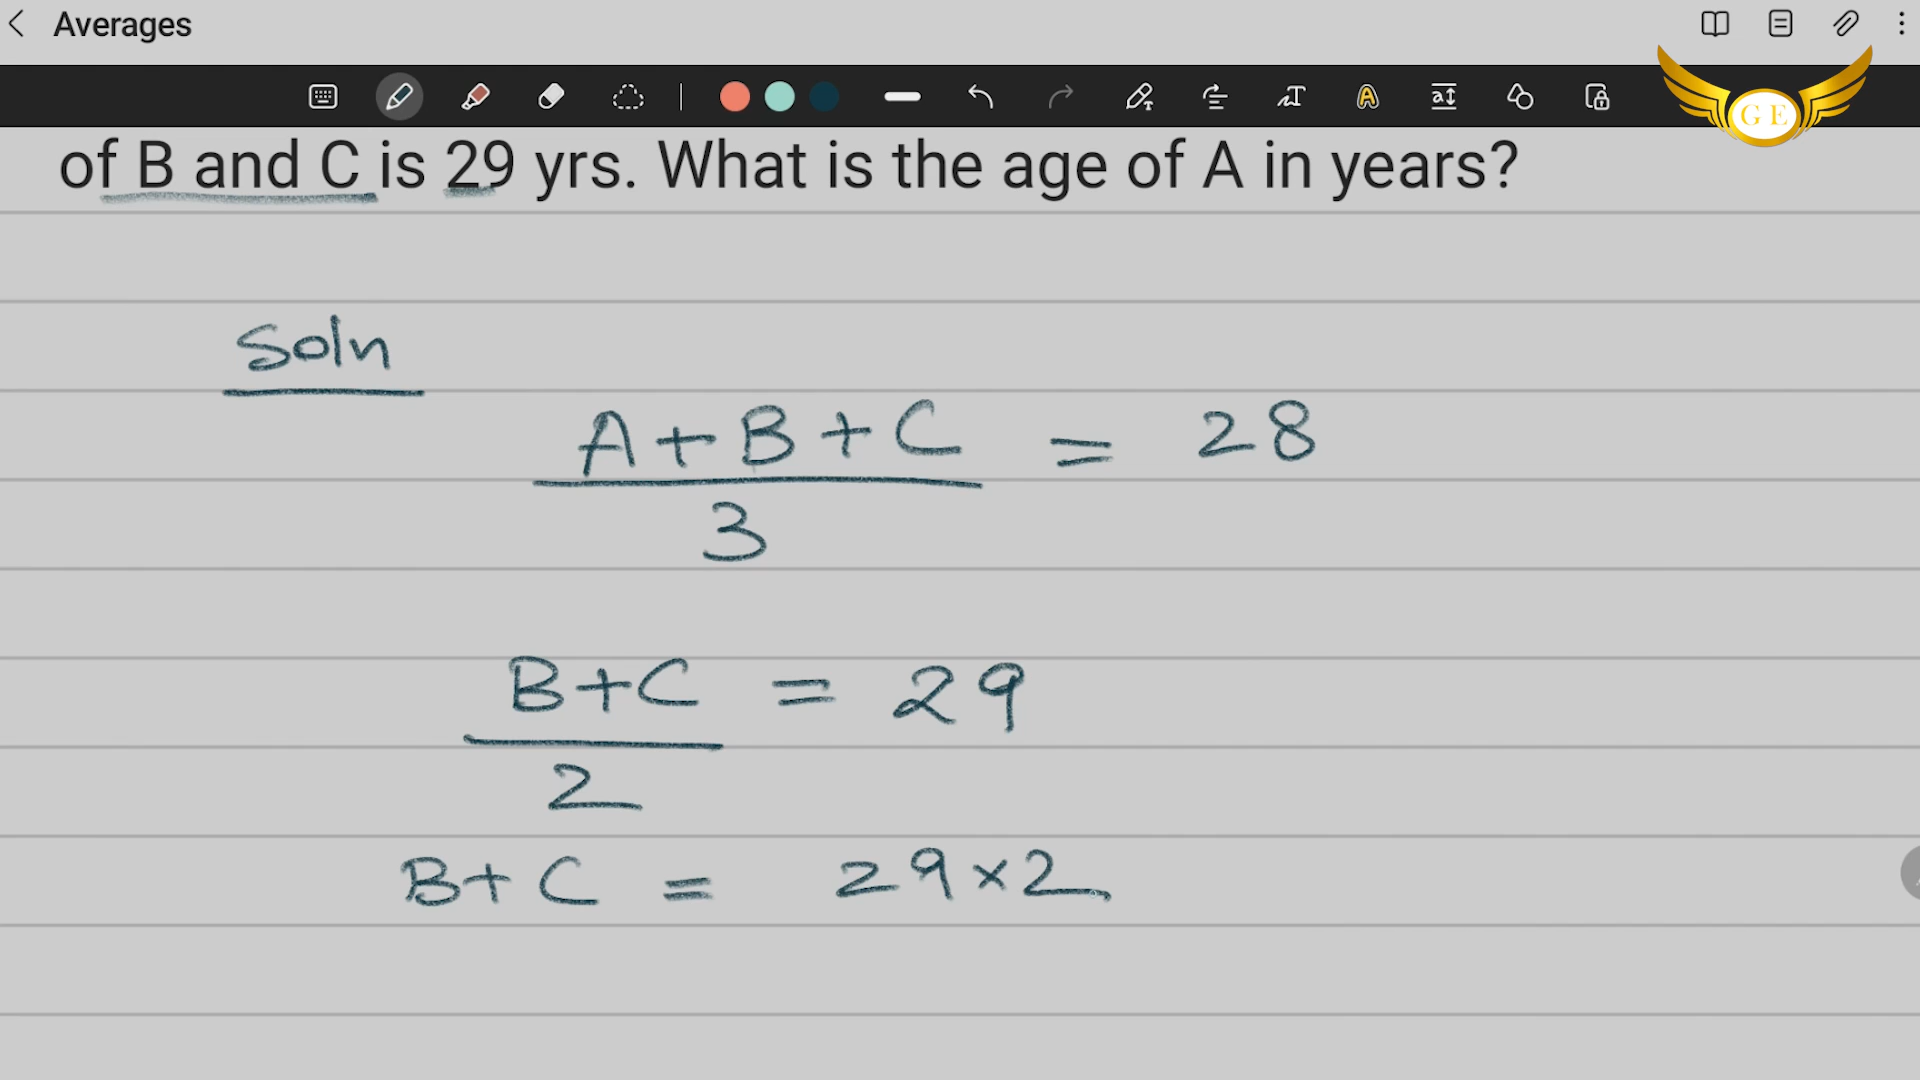 Averages
G E
of B and C is 29 yrs. What is the age of A in years?
Soln
A + B + C = 28
3
B + C = 29
2
B + C = 29 × 2